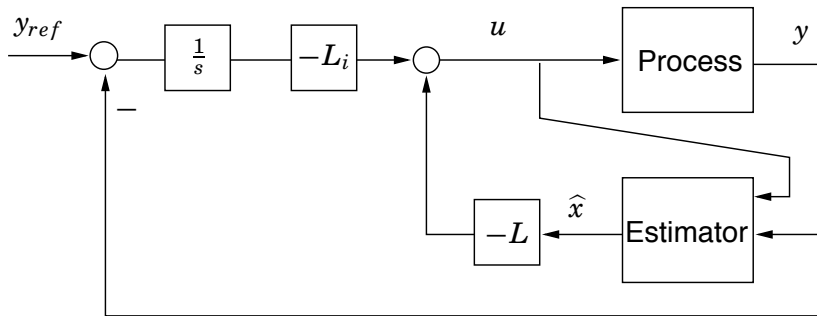 y_ref
u
y
1/s
−L_i
Process
−
x̂
−L
Estimator